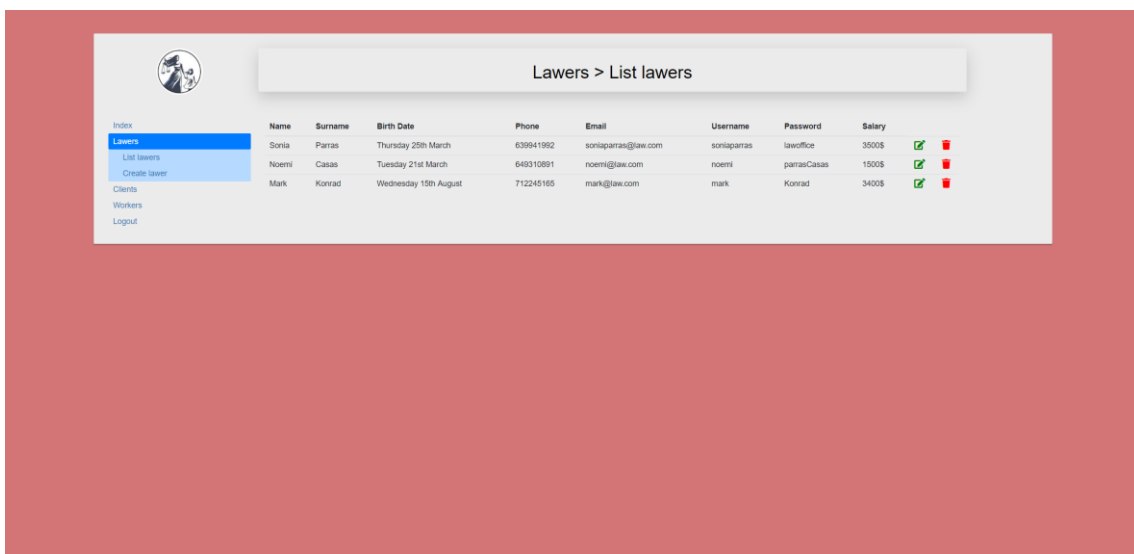 Lawers > List lawers
Index
Lawers
List lawers
Create lawer
Clients
Workers
Logout
Name Surname Birth Date Phone Email Username Password Salary
Sonia Parras Thursday 25th March 639941992 soniaparras@law.com soniaparras lawoffice 3500$
Noemi Casas Tuesday 21st March 649310891 noemi@law.com noemi parrasCasas 1500$
Mark Konrad Wednesday 15th August 712245165 mark@law.com mark Konrad 3400$